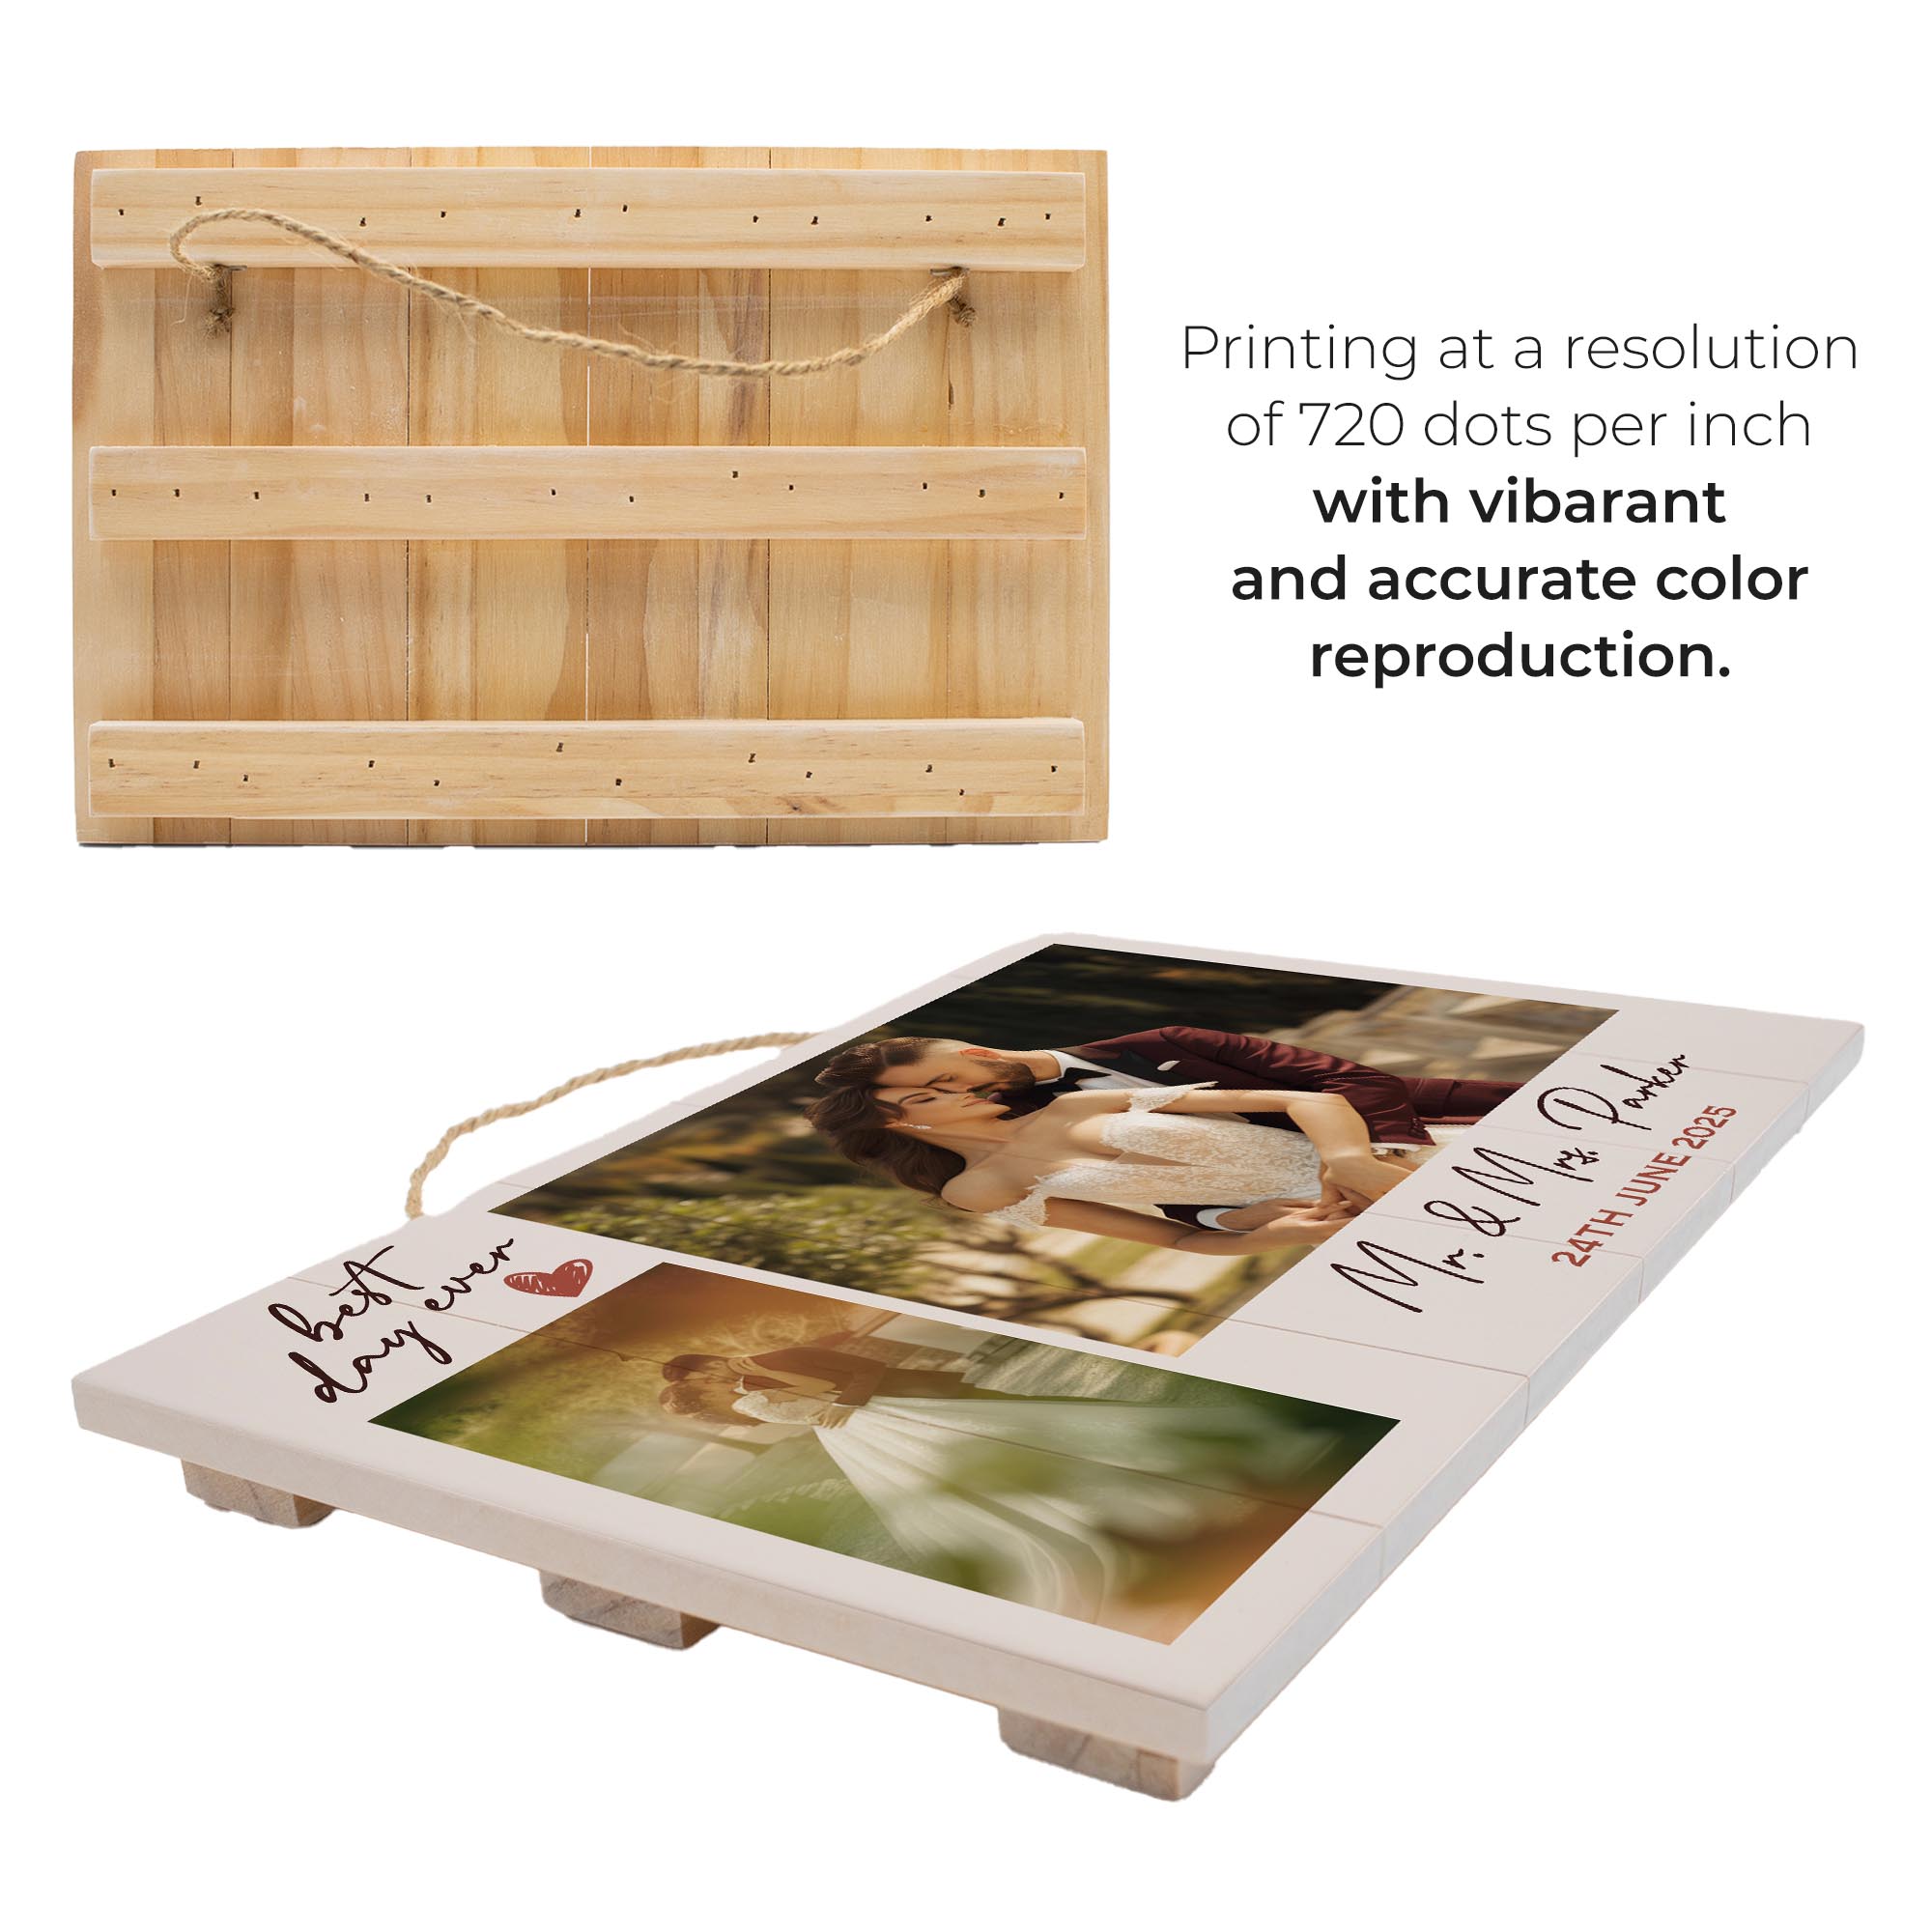 Printing at a resolution
of 720 dots per inch
with vibarant
and accurate color
reproduction.
best
day ever
Mr. & Mrs. Parker
24TH JUNE 2025